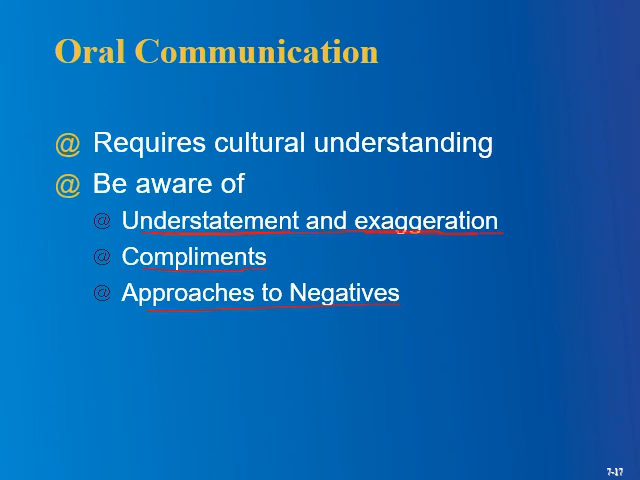 Oral Communication
@ Requires cultural understanding
@ Be aware of
@ Understatement and exaggeration
@ Compliments
@ Approaches to Negatives
7-17